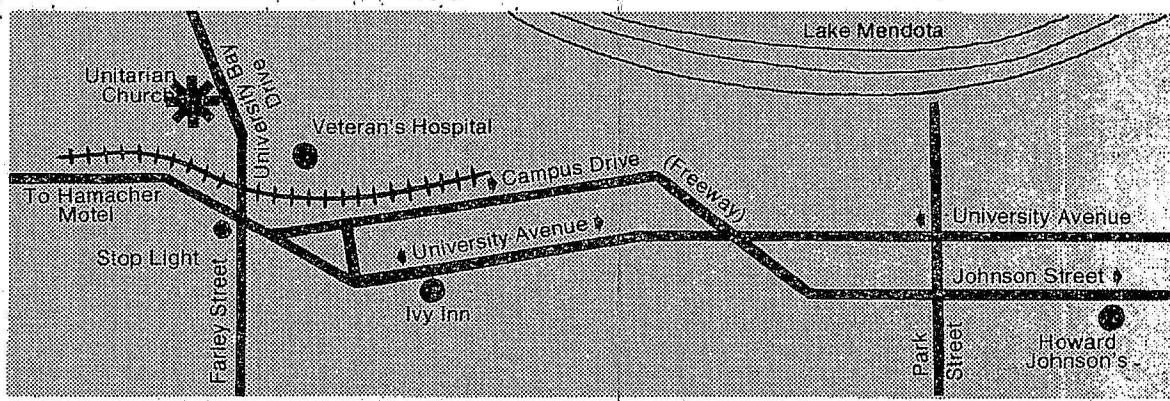 Lake Mendota
Unitarian
Church
University Bay
Drive
Veteran's Hospital
Campus Drive
(Freeway)
To Hamacher
Motel
University Avenue
University Avenue
Stop Light
Johnson Street
Ivy Inn
Farley Street
Park
Street
Howard
Johnson's